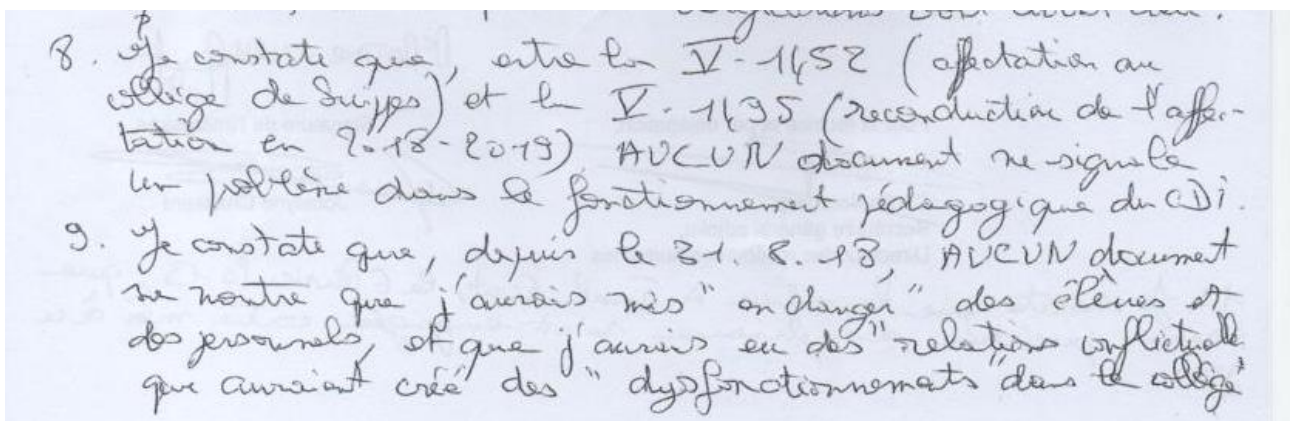 8. Je constate que, entre la V-1452 (affectation au
collège de Suippes) et la V-1495 (reconduction de l'affec-
tation en 2018-2019) AUCUN document ne signale
un problème dans le fonctionnement pédagogique du CDi.
9. Je constate que, depuis le 31.8.18, AUCUN document
ne montre que j'aurais mis "en danger" des élèves et
des personnels, et que j'aurais eu des "relations conflictuelle
qui auraient créé des "dysfonctionnements" dans le collège